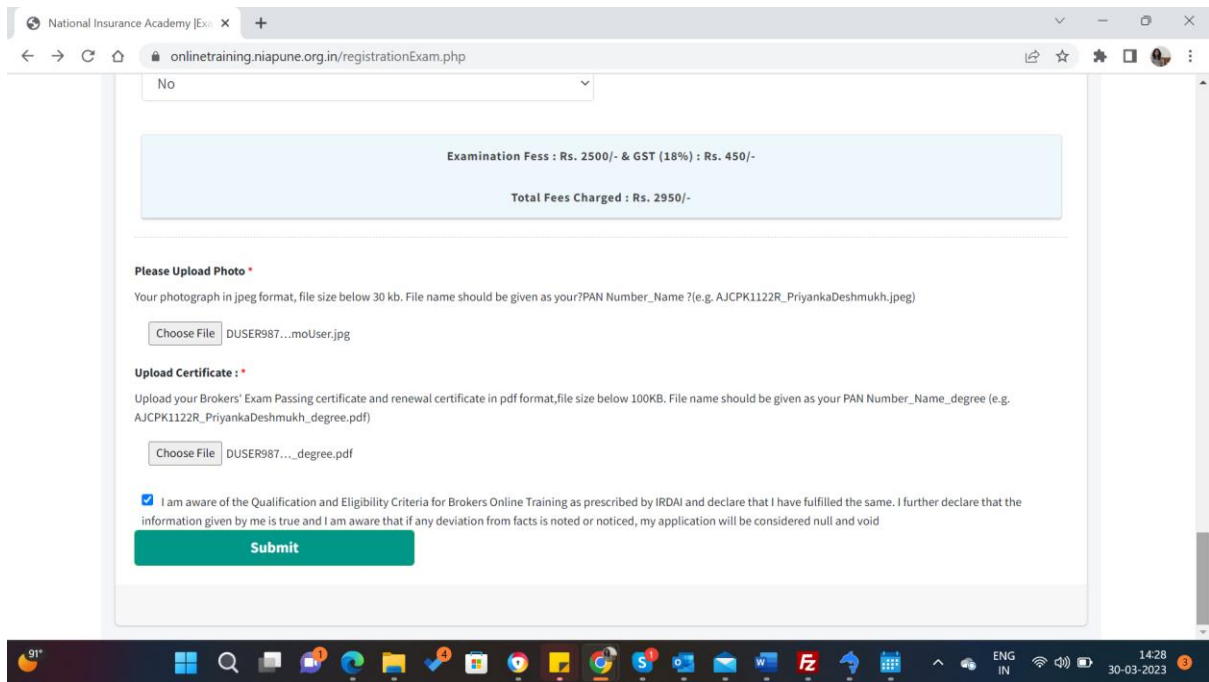 National Insurance Academy |Exa
onlinetraining.niapune.org.in/registrationExam.php
No
Examination Fess : Rs. 2500/- & GST (18%) : Rs. 450/-
Total Fees Charged : Rs. 2950/-
Please Upload Photo *
Your photograph in jpeg format, file size below 30 kb. File name should be given as your?PAN Number_Name ?(e.g. AJCPK1122R_PriyankaDeshmukh.jpeg)
Choose File DUSER987...moUser.jpg
Upload Certificate : *
Upload your Brokers' Exam Passing certificate and renewal certificate in pdf format,file size below 100KB. File name should be given as your PAN Number_Name_degree (e.g.
AJCPK1122R_PriyankaDeshmukh_degree.pdf)
Choose File DUSER987..._degree.pdf
I am aware of the Qualification and Eligibility Criteria for Brokers Online Training as prescribed by IRDAI and declare that I have fulfilled the same. I further declare that the
information given by me is true and I am aware that if any deviation from facts is noted or noticed, my application will be considered null and void
Submit
91°
1
4
1
ENG
IN
14:28
30-03-2023
3